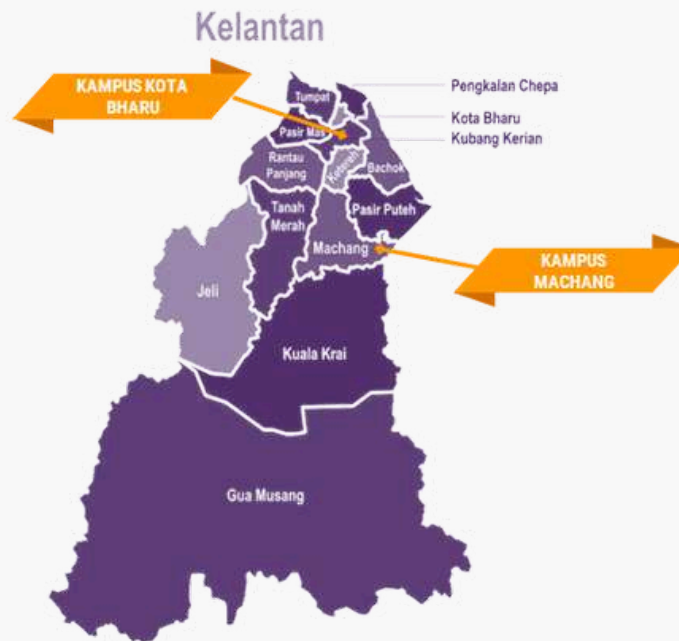 Kelantan
KAMPUS KOTA
BHARU
Pengkalan Chepa
Tumpat
Kota Bharu
Pasir Mas
Kubang Kerian
Rantau
Panjang
Ketereh
Bachok
Tanah
Merah
Pasir Puteh
Machang
KAMPUS
MACHANG
Jeli
Kuala Krai
Gua Musang